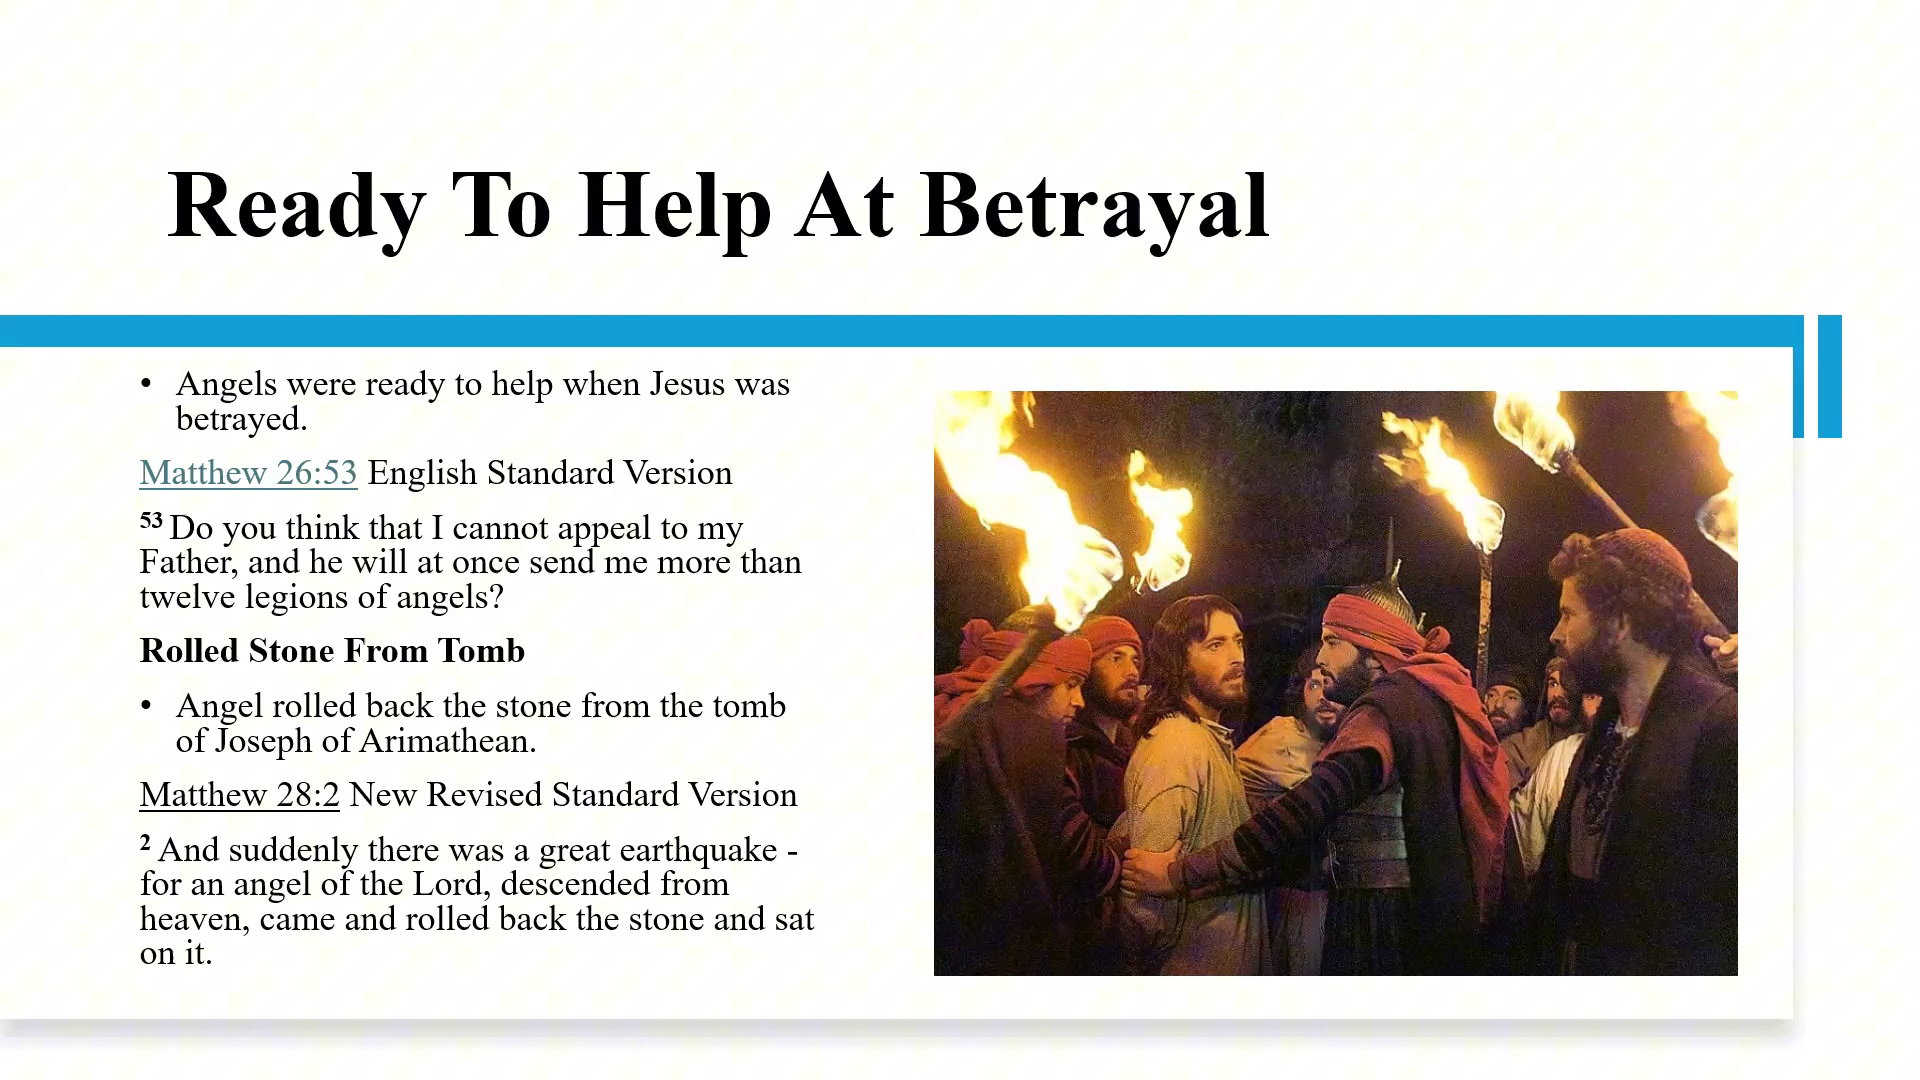 Ready To Help At Betrayal
• Angels were ready to help when Jesus was
betrayed.
Matthew 26:53 English Standard Version
53 Do you think that I cannot appeal to my
Father, and he will at once send me more than
twelve legions of angels?
Rolled Stone From Tomb
• Angel rolled back the stone from the tomb
of Joseph of Arimathean.
Matthew 28:2 New Revised Standard Version
2 And suddenly there was a great earthquake -
for an angel of the Lord, descended from
heaven, came and rolled back the stone and sat
on it.